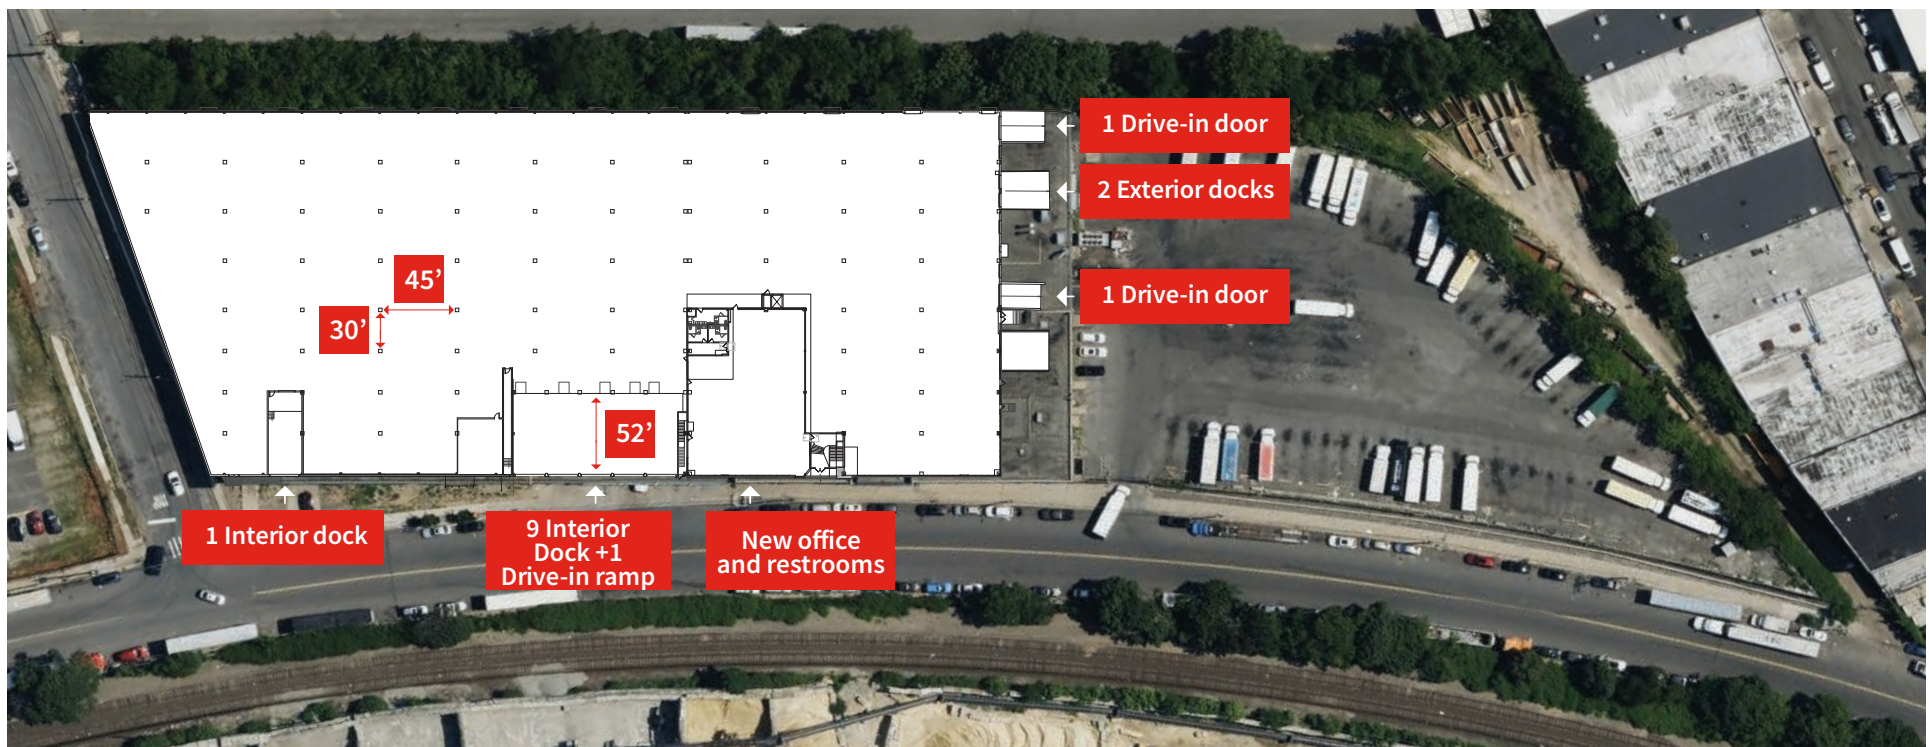 1 Drive-in door
2 Exterior docks
45’
1 Drive-in door
30’
52’
1 Interior dock
9 Interior
Dock +1
Drive-in ramp
New office
and restrooms